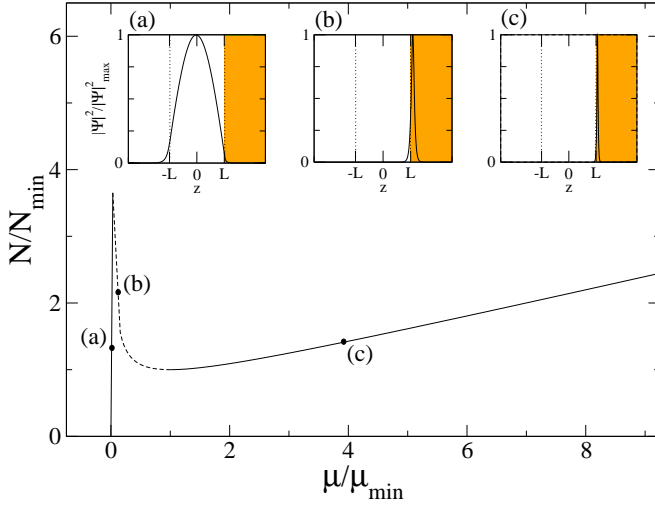 (a) (b) (c)
1 1 1
|Ψ|²/|Ψ|²max
0 0 0
-L 0 L -L 0 L -L 0 L
z z z
6
4
2
0
N/Nmin
(a)
(b)
(c)
0 2 4 6 8
μ/μmin